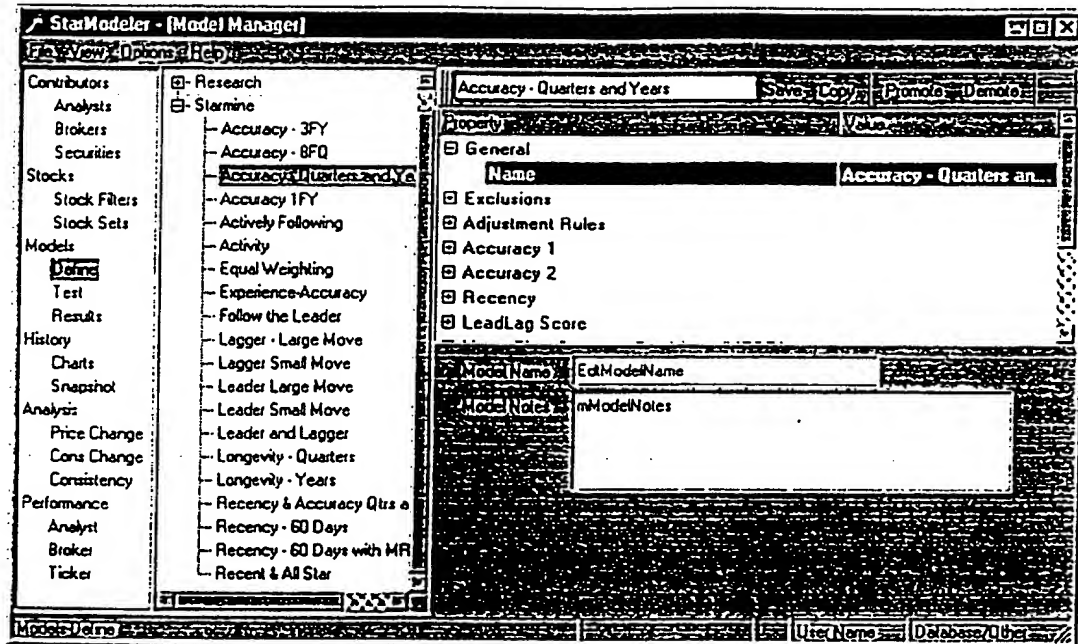 StarModeler - [Model Manager]
File View Options Help
Contributors
Analysts
Brokers
Securities
Stocks
Stock Filters
Stock Sets
Models
Define
Test
Results
History
Charts
Snapshot
Analysis
Price Change
Cons Change
Consistency
Performance
Analyst
Broker
Ticker
Research
Starmine
Accuracy - 3FY
Accuracy - 8FQ
Accuracy - Quarters and Ye
Accuracy 1FY
Actively Following
Activity
Equal Weighting
Experience-Accuracy
Follow the Leader
Lagger - Large Move
Lagger Small Move
Leader Large Move
Leader Small Move
Leader and Lagger
Longevity - Quarters
Longevity - Years
Recency & Accuracy Qtrs a
Recency - 60 Days
Recency - 60 Days with MR
Recent & All Star
Accuracy - Quarters and Years Save Copy Promote Demote
Property Value
General
Name Accuracy - Quarters an...
Exclusions
Adjustment Rules
Accuracy 1
Accuracy 2
Recency
LeadLag Score
Model Name EditModelName
Model Notes mModelNotes
Models-Define User Name Database/Other